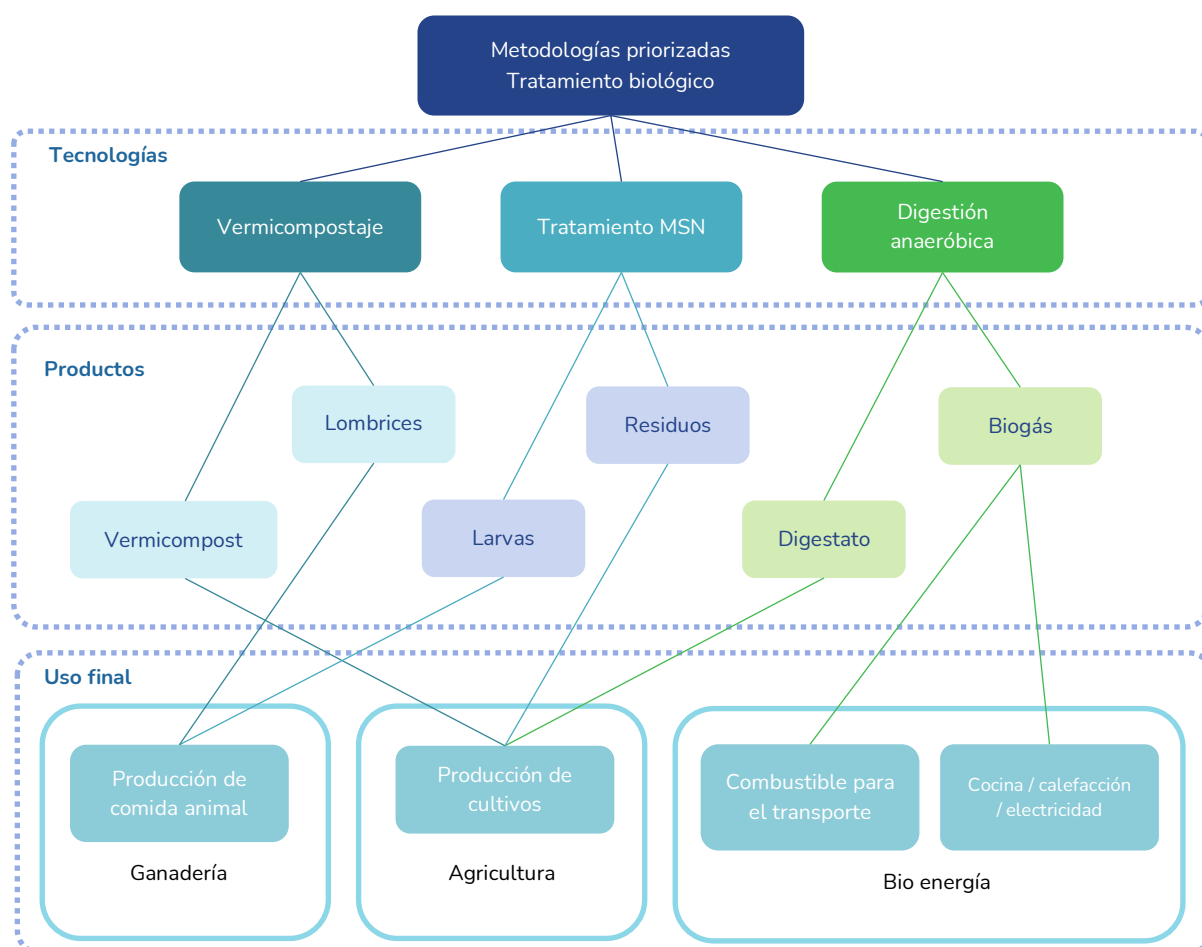 Metodologías priorizadas
Tratamiento biológico
Tecnologías
Vermicompostaje
Tratamiento MSN
Digestión
anaeróbica
Productos
Lombrices
Residuos
Biogás
Vermicompost
Larvas
Digestato
Uso final
Producción de
comida animal
Ganadería
Producción de
cultivos
Agricultura
Combustible para
el transporte
Cocina / calefacción
/ electricidad
Bio energía